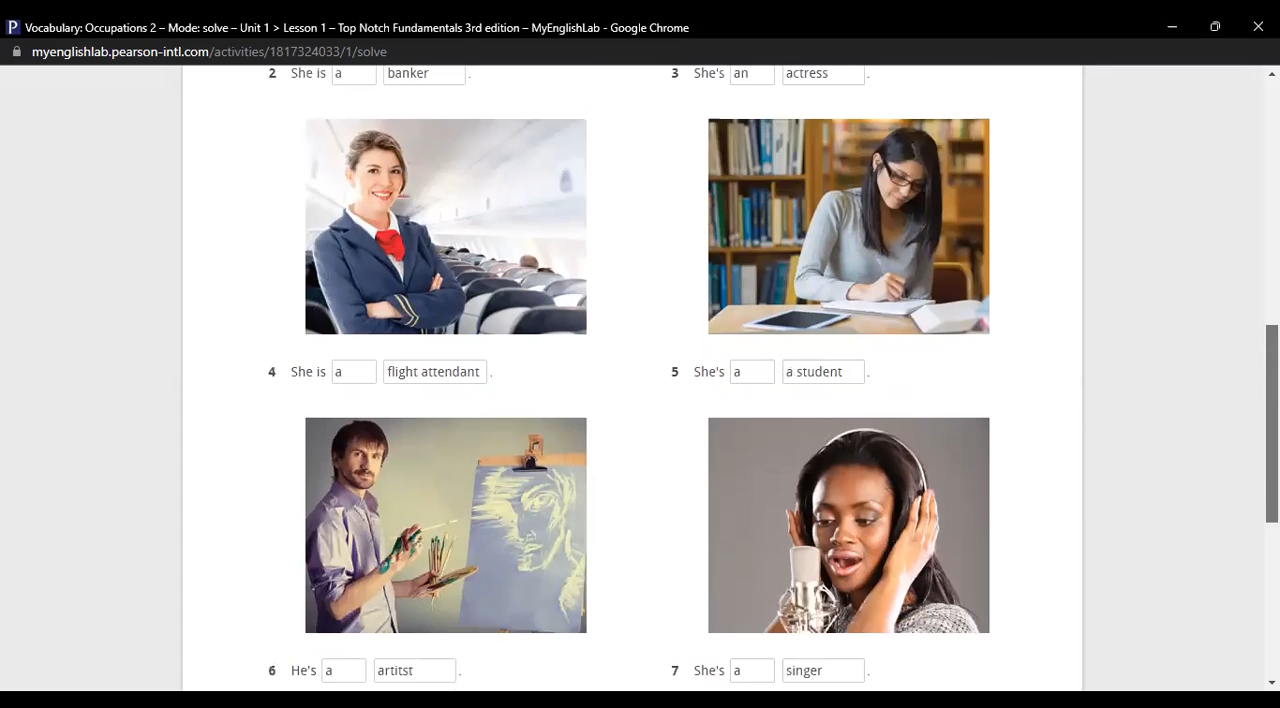 Vocabulary: Occupations 2 – Mode: solve – Unit 1 > Lesson 1 – Top Notch Fundamentals 3rd edition – MyEnglishLab - Google Chrome
myenglishlab.pearson-intl.com/activities/1817324033/1/solve
2 She is a banker .
3 She's an actress .
4 She is a flight attendant .
5 She's a a student .
6 He's a artitst .
7 She's a singer .